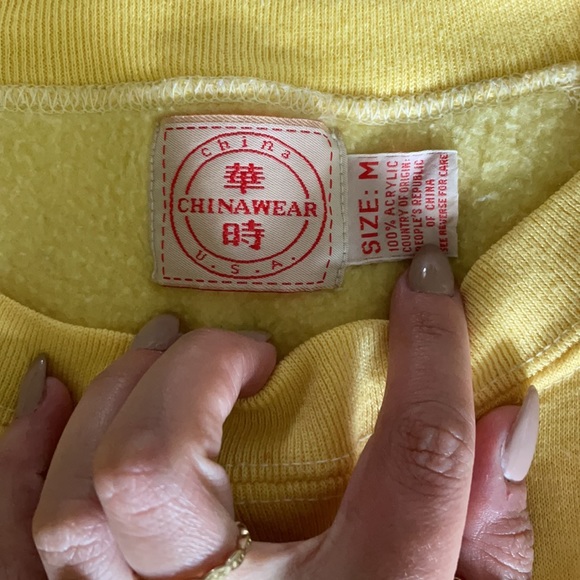 china
華
CHINAWEAR
時
U.S.A.
SIZE: M
100% ACRYLIC
COUNTRY OF ORIGIN:
PEOPLE'S REPUBLIC
OF CHINA
SEE REVERSE FOR CARE